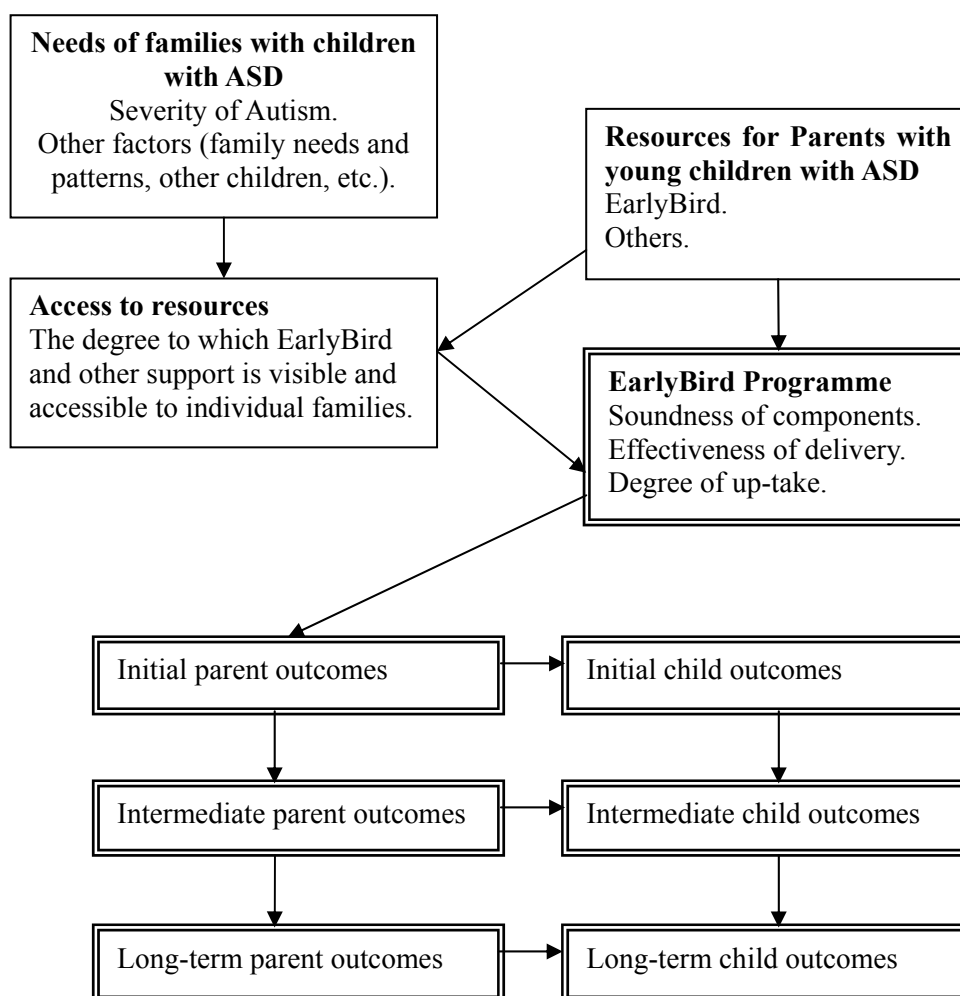 Needs of families with children
with ASD
Severity of Autism.
Other factors (family needs and
patterns, other children, etc.).
Resources for Parents with
young children with ASD
EarlyBird.
Others.
Access to resources
The degree to which EarlyBird
and other support is visible and
accessible to individual families.
EarlyBird Programme
Soundness of components.
Effectiveness of delivery.
Degree of up-take.
Initial parent outcomes
Initial child outcomes
Intermediate parent outcomes
Intermediate child outcomes
Long-term parent outcomes
Long-term child outcomes